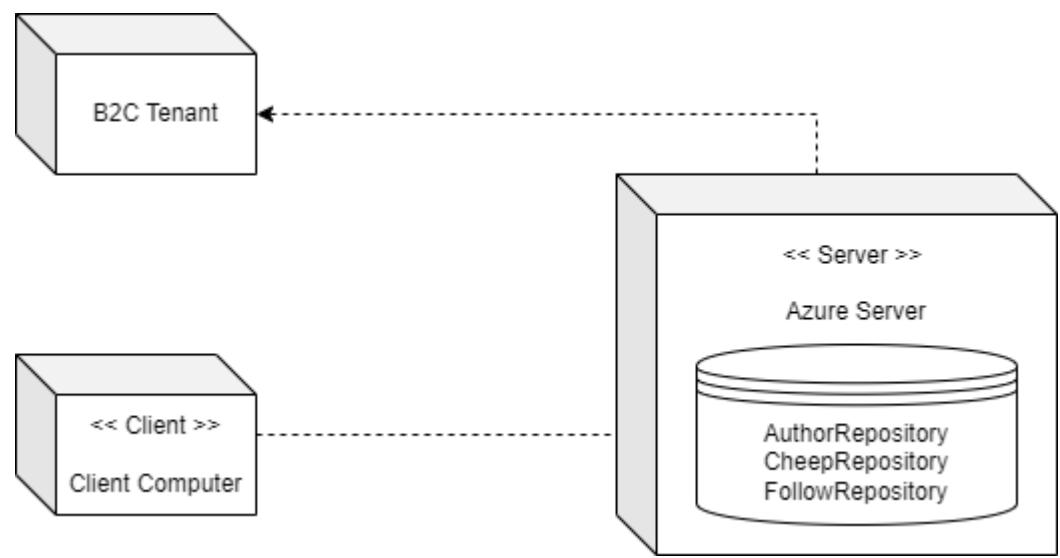 B2C Tenant
<< Server >>
Azure Server
<< Client >>
Client Computer
AuthorRepository
CheepRepository
FollowRepository